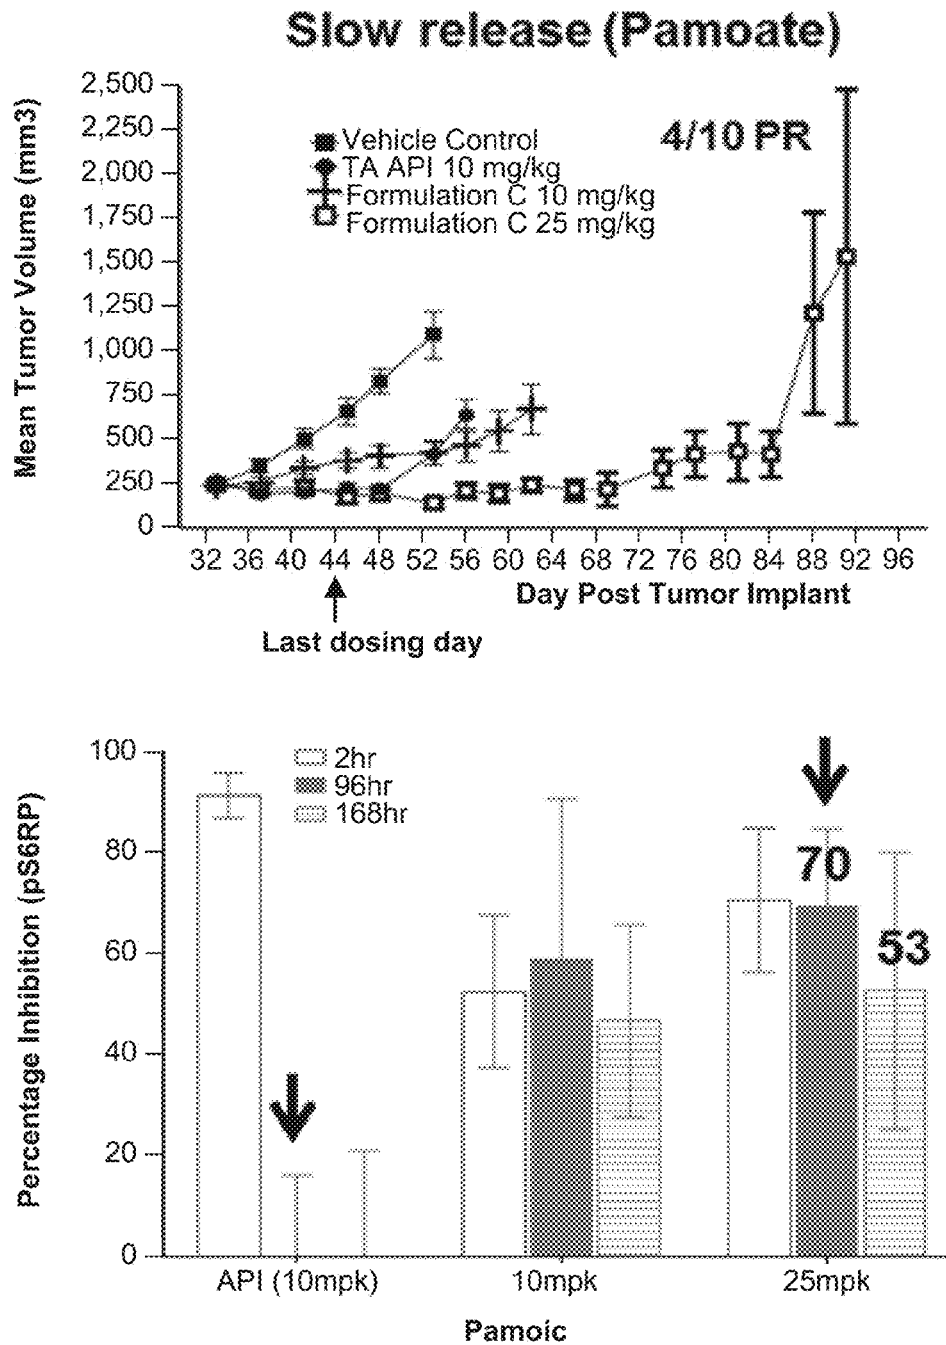 Slow release (Pamoate)
Mean Tumor Volume (mm3)
2,500
2,250
2,000
1,750
1,500
1,250
1,000
750
500
250
0
Vehicle Control
TA API 10 mg/kg
Formulation C 10 mg/kg
Formulation C 25 mg/kg
4/10 PR
32 36 40 44 48 52 56 60 64 68 72 76 80 84 88 92 96
Day Post Tumor Implant
Last dosing day
Percentage Inhibition (pS6RP)
100
80
60
40
20
0
2hr
96hr
168hr
70
53
API (10mpk) 10mpk 25mpk
Pamoic